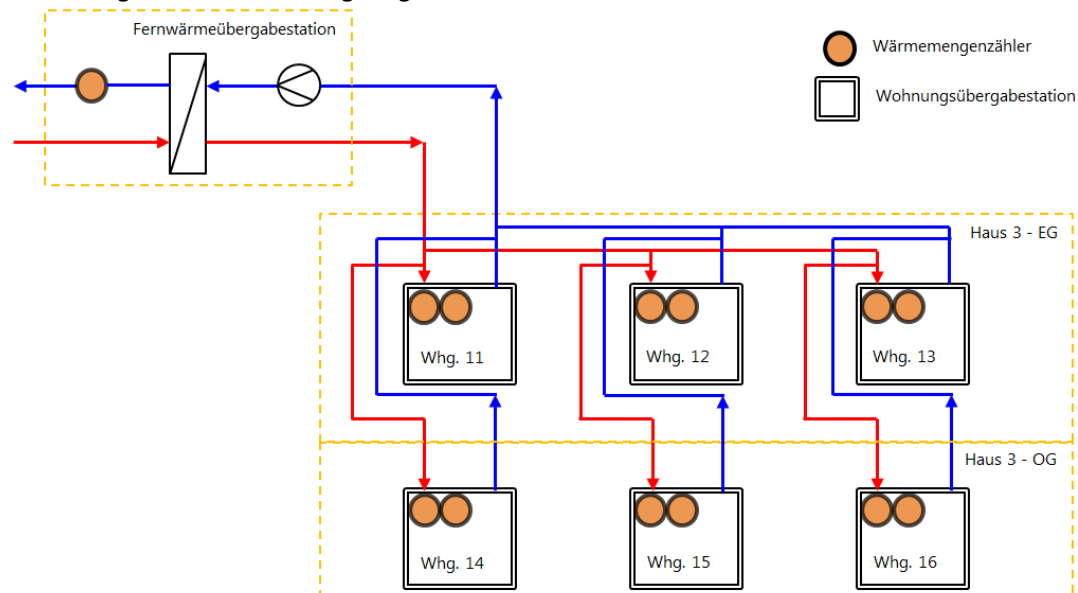 Fernwärmeübergabestation
Wärmemengenzähler
Wohnungsübergabestation
Haus 3 - EG
Whg. 11
Whg. 12
Whg. 13
Haus 3 - OG
Whg. 14
Whg. 15
Whg. 16